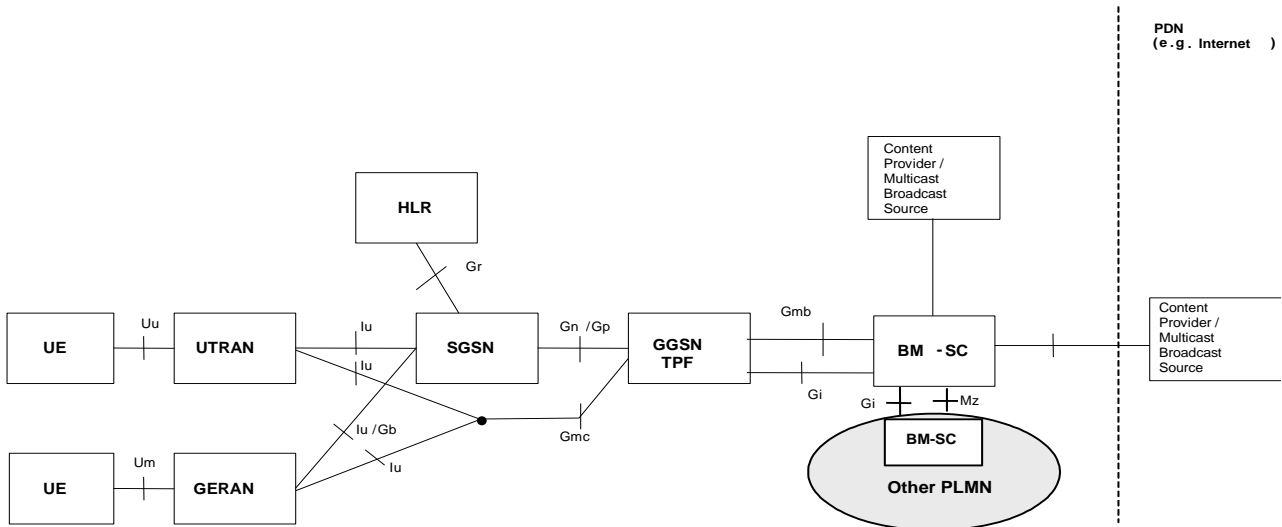 PDN
(e.g. Internet )
Content
Provider /
Multicast
Broadcast
Source
HLR
Gr
Uu
Iu
Gn /Gp
Gmb
Content
Provider /
Multicast
Broadcast
Source
UE
UTRAN
SGSN
GGSN
TPF
BM -SC
Iu
Gi
Gi
Mz
Iu /Gb
Gmc
BM-SC
Um
Iu
UE
GERAN
Other PLMN